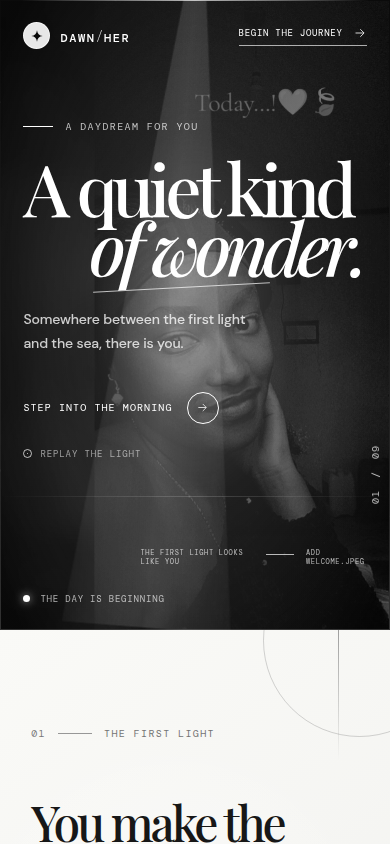 DAWN/HER
BEGIN THE JOURNEY →
Today...!🤍🍃
A DAYDREAM FOR YOU
A quiet kind
of wonder.
Somewhere between the first light
and the sea, there is you.
STEP INTO THE MORNING →
REPLAY THE LIGHT
01 / 09
THE FIRST LIGHT LOOKS
LIKE YOU
ADD
WELCOME.JPEG
THE DAY IS BEGINNING
01 — THE FIRST LIGHT
You make the